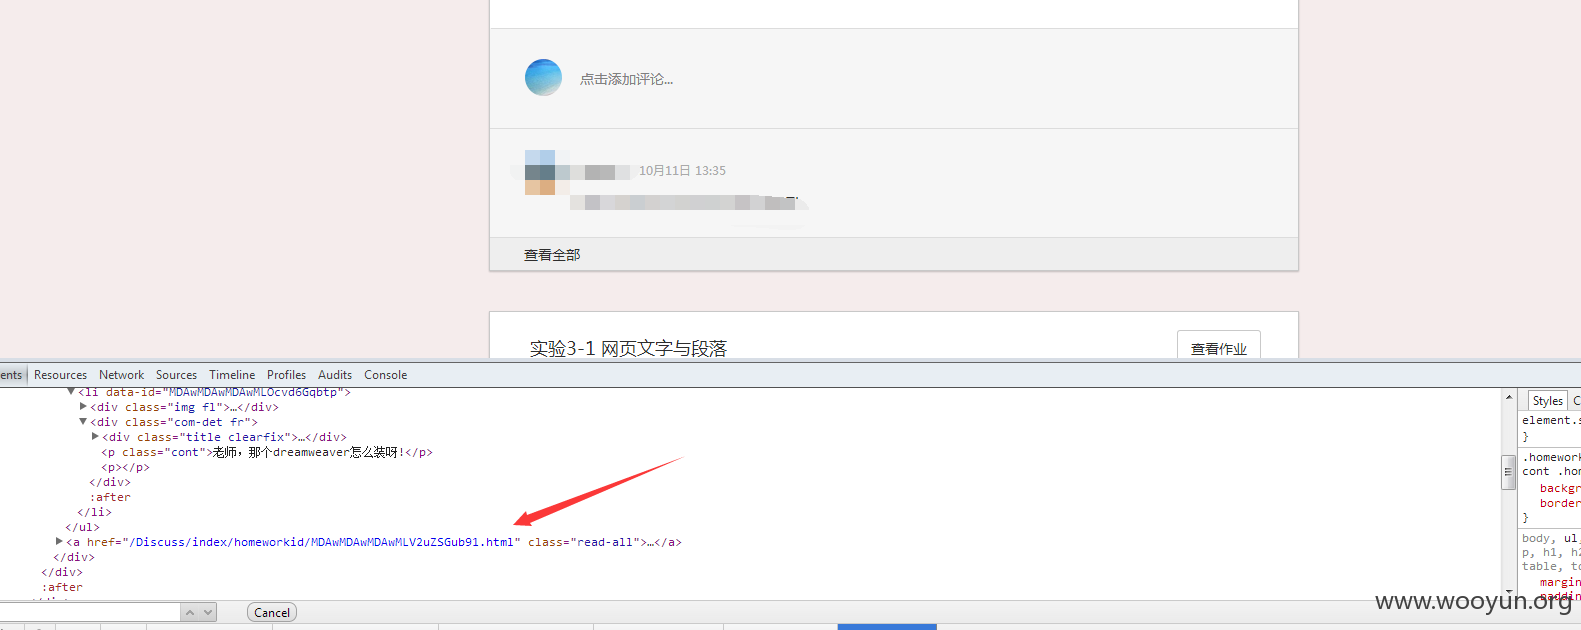 点击添加评论...
10月11日 13:35
查看全部
实验3-1 网页文字与段落
查看作业
ents Resources Network Sources Timeline Profiles Audits Console
▼<li data-id="MDAwMDAwMDAwMLOcvd6Gqbtp">
▶<div class="img fl">…</div>
▼<div class="com-det fr">
▶<div class="title clearfix">…</div>
<p class="cont">老师，那个dreamweaver怎么装呀!</p>
<p></p>
</div>
:after
</li>
</ul>
▶<a href="/Discuss/index/homeworkid/MDAwMDAwMDAwMLV2uZSGub91.html" class="read-all">…</a>
</div>
</div>
:after
Styles C
element.s
}
.homework
cont .hom
backgr
border
}
body, ul,
p, h1, h2
table, to
margin
paddin
Cancel
www.wooyun.org